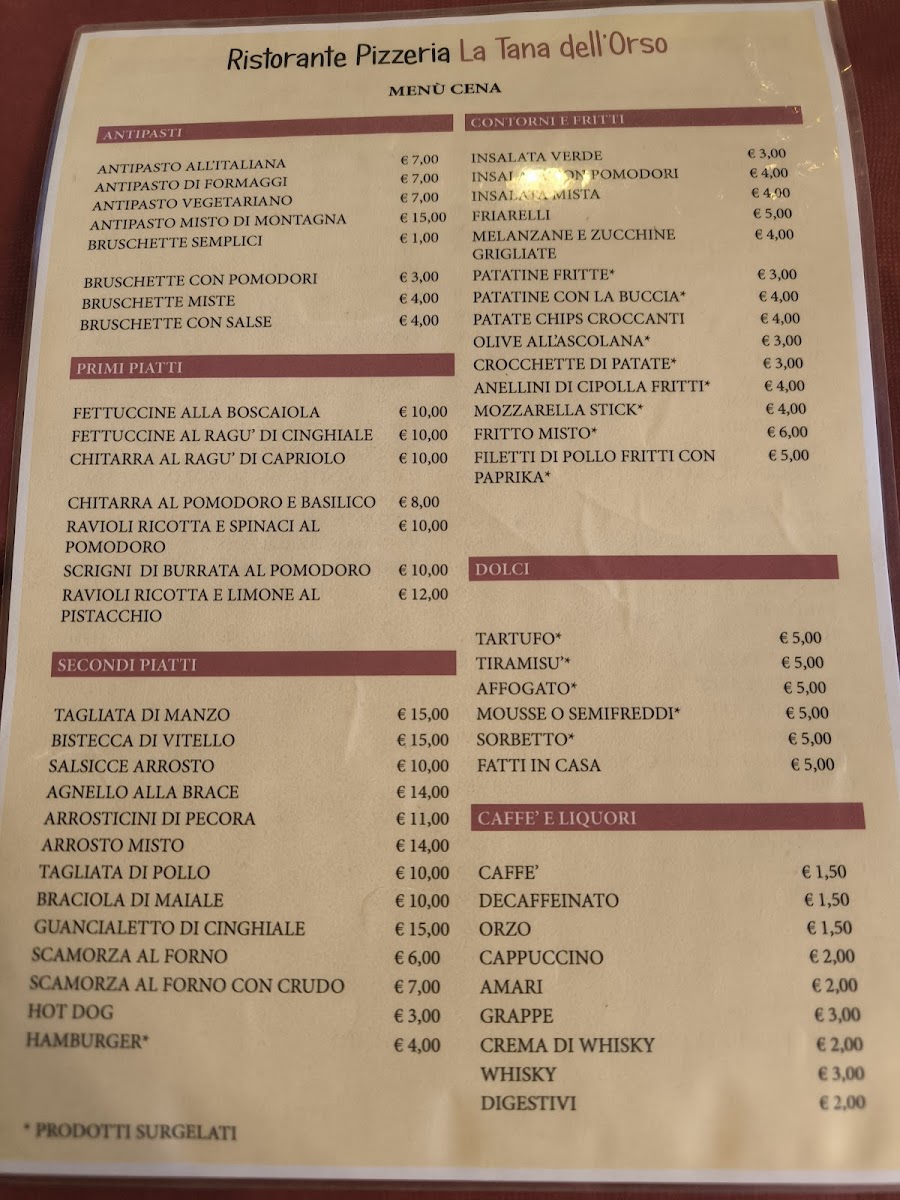 Ristorante Pizzeria La Tana dell'Orso
MENÙ CENA
ANTIPASTI
ANTIPASTO ALL'ITALIANA € 7,00
ANTIPASTO DI FORMAGGI € 7,00
ANTIPASTO VEGETARIANO € 7,00
ANTIPASTO MISTO DI MONTAGNA € 15,00
BRUSCHETTE SEMPLICI € 1,00
BRUSCHETTE CON POMODORI € 3,00
BRUSCHETTE MISTE € 4,00
BRUSCHETTE CON SALSE € 4,00
PRIMI PIATTI
FETTUCCINE ALLA BOSCAIOLA € 10,00
FETTUCCINE AL RAGU' DI CINGHIALE € 10,00
CHITARRA AL RAGU' DI CAPRIOLO € 10,00
CHITARRA AL POMODORO E BASILICO € 8,00
RAVIOLI RICOTTA E SPINACI AL € 10,00
POMODORO
SCRIGNI DI BURRATA AL POMODORO € 10,00
RAVIOLI RICOTTA E LIMONE AL € 12,00
PISTACCHIO
SECONDI PIATTI
TAGLIATA DI MANZO € 15,00
BISTECCA DI VITELLO € 15,00
SALSICCE ARROSTO € 10,00
AGNELLO ALLA BRACE € 14,00
ARROSTICINI DI PECORA € 11,00
ARROSTO MISTO € 14,00
TAGLIATA DI POLLO € 10,00
BRACIOLA DI MAIALE € 10,00
GUANCIALETTO DI CINGHIALE € 15,00
SCAMORZA AL FORNO € 6,00
SCAMORZA AL FORNO CON CRUDO € 7,00
HOT DOG € 3,00
HAMBURGER* € 4,00
* PRODOTTI SURGELATI
CONTORNI E FRITTI
INSALATA VERDE € 3,00
INSALATA CON POMODORI € 4,00
INSALATA MISTA € 4,00
FRIARELLI € 5,00
MELANZANE E ZUCCHINE € 4,00
GRIGLIATE
PATATINE FRITTE* € 3,00
PATATINE CON LA BUCCIA* € 4,00
PATATE CHIPS CROCCANTI € 4,00
OLIVE ALL'ASCOLANA* € 3,00
CROCCHETTE DI PATATE* € 3,00
ANELLINI DI CIPOLLA FRITTI* € 4,00
MOZZARELLA STICK* € 4,00
FRITTO MISTO* € 6,00
FILETTI DI POLLO FRITTI CON € 5,00
PAPRIKA*
DOLCI
TARTUFO* € 5,00
TIRAMISU'* € 5,00
AFFOGATO* € 5,00
MOUSSE O SEMIFREDDI* € 5,00
SORBETTO* € 5,00
FATTI IN CASA € 5,00
CAFFE' E LIQUORI
CAFFE' € 1,50
DECAFFEINATO € 1,50
ORZO € 1,50
CAPPUCCINO € 2,00
AMARI € 2,00
GRAPPE € 3,00
CREMA DI WHISKY € 2,00
WHISKY € 3,00
DIGESTIVI € 2,00